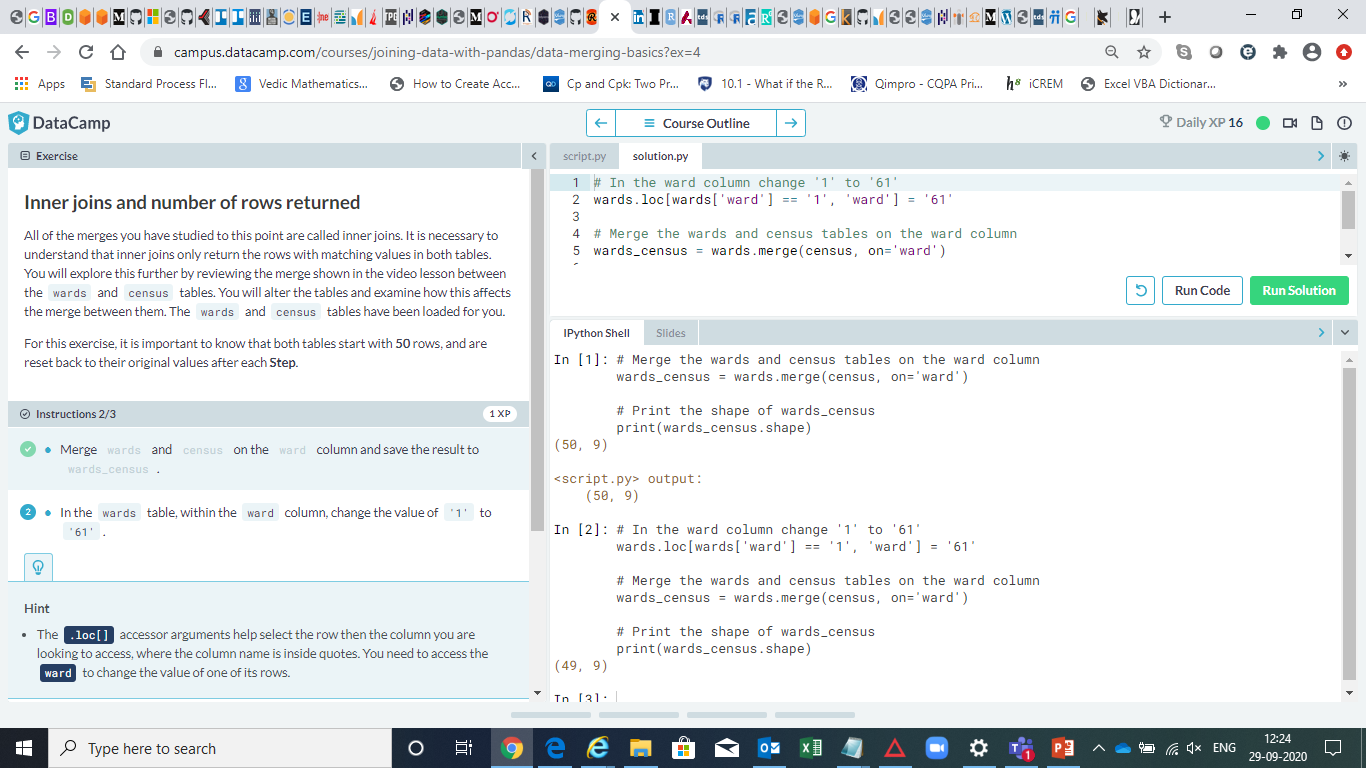 campus.datacamp.com/courses/joining-data-with-pandas/data-merging-basics?ex=4
Apps Standard Process Fl... Vedic Mathematics... How to Create Acc... Cp and Cpk: Two Pr... 10.1 - What if the R... Qimpro - CQPA Pri... iCREM Excel VBA Dictionar... »
DataCamp
Course Outline
Daily XP 16
Exercise
Inner joins and number of rows returned
All of the merges you have studied to this point are called inner joins. It is necessary to
understand that inner joins only return the rows with matching values in both tables.
You will explore this further by reviewing the merge shown in the video lesson between
the wards and census tables. You will alter the tables and examine how this affects
the merge between them. The wards and census tables have been loaded for you.
For this exercise, it is important to know that both tables start with 50 rows, and are
reset back to their original values after each Step.
Instructions 2/3
1 XP
Merge wards and census on the ward column and save the result to
wards_census .
2
In the wards table, within the ward column, change the value of '1' to
'61' .
Hint
The .loc[] accessor arguments help select the row then the column you are
looking to access, where the column name is inside quotes. You need to access the
ward to change the value of one of its rows.
script.py solution.py
1 # In the ward column change '1' to '61'
2 wards.loc[wards['ward'] == '1', 'ward'] = '61'
3
4 # Merge the wards and census tables on the ward column
5 wards_census = wards.merge(census, on='ward')
Run Code
Run Solution
IPython Shell Slides
In [1]: # Merge the wards and census tables on the ward column
wards_census = wards.merge(census, on='ward')
# Print the shape of wards_census
print(wards_census.shape)
(50, 9)
<script.py> output:
(50, 9)
In [2]: # In the ward column change '1' to '61'
wards.loc[wards['ward'] == '1', 'ward'] = '61'
# Merge the wards and census tables on the ward column
wards_census = wards.merge(census, on='ward')
# Print the shape of wards_census
print(wards_census.shape)
(49, 9)
In [3]:
Type here to search
ENG
12:24
29-09-2020